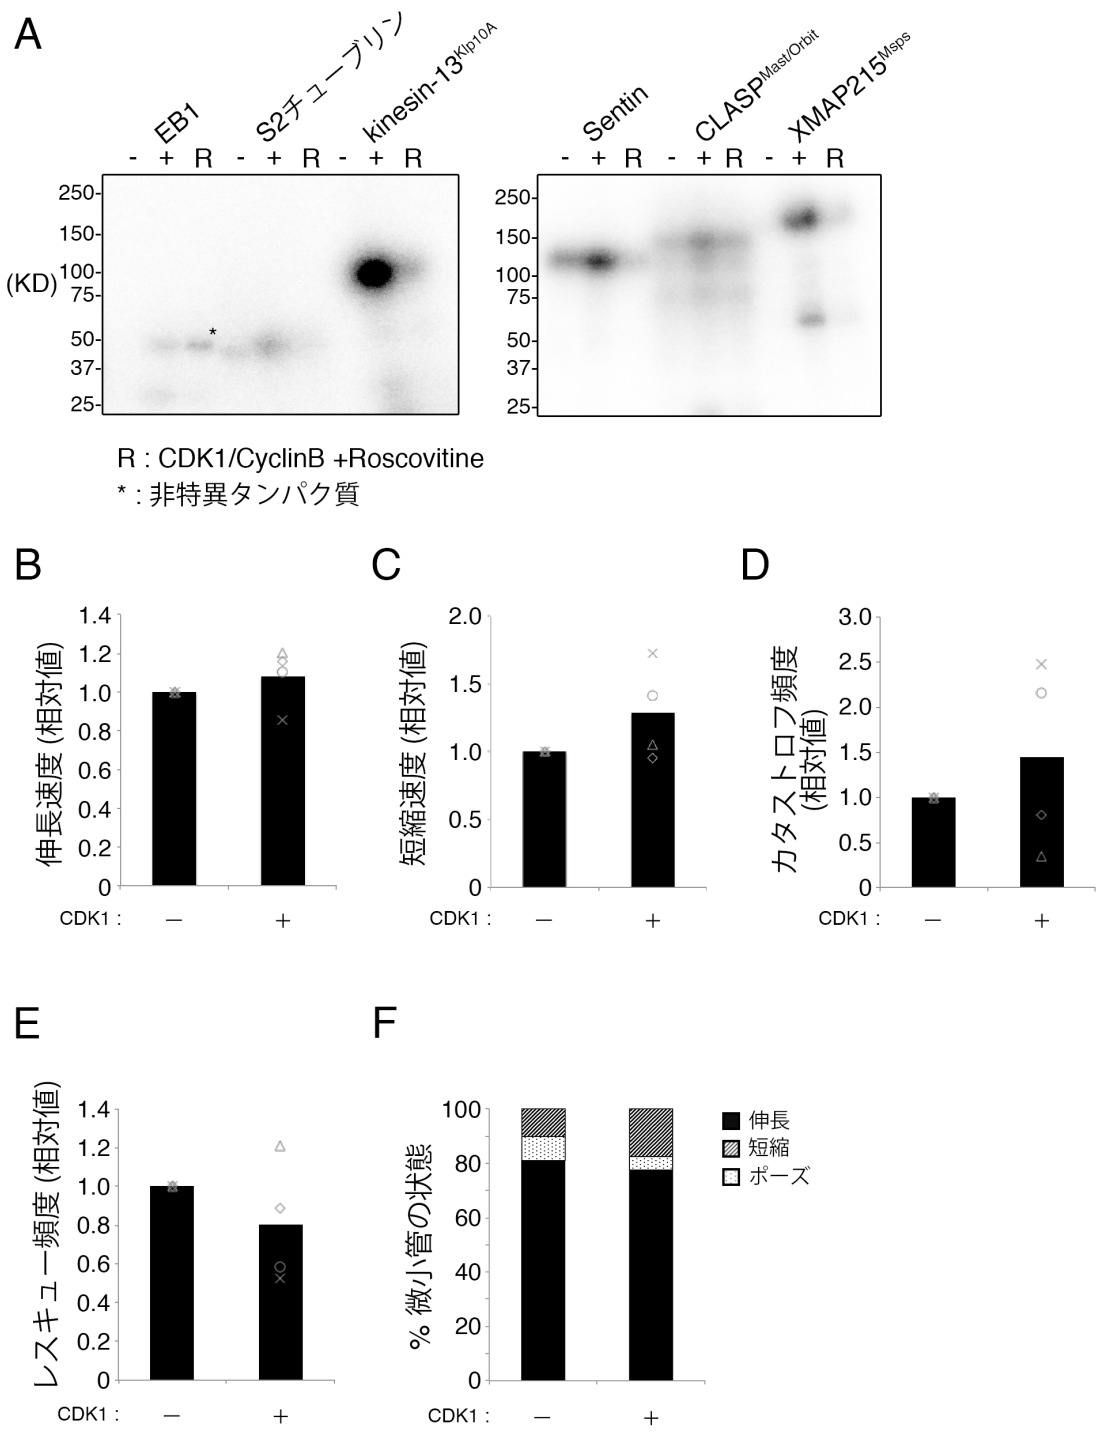 A
EB1
S2チューブリン
kinesin-13Klp10A
Sentin
CLASPMast/Orbit
XMAP215Msps
- + R - + R - + R
- + R - + R - + R
(KD)
250-
150-
100-
75-
50-
37-
25-
*
250-
150-
100-
75-
50-
37-
25-
R : CDK1/CyclinB +Roscovitine
* : 非特異タンパク質
B
伸長速度 (相対値)
1.4
1.2
1.0
0.8
0.6
0.4
0.2
0
CDK1 : − +
C
短縮速度 (相対値)
2.0
1.5
1.0
0.5
0
CDK1 : − +
D
カタストロフ頻度
(相対値)
3.0
2.5
2.0
1.5
1.0
0.5
0
CDK1 : − +
E
レスキュー頻度 (相対値)
1.4
1.2
1.0
0.8
0.6
0.4
0.2
0
CDK1 : − +
F
% 微小管の状態
100
80
60
40
20
0
CDK1 : − +
伸長
短縮
ポーズ